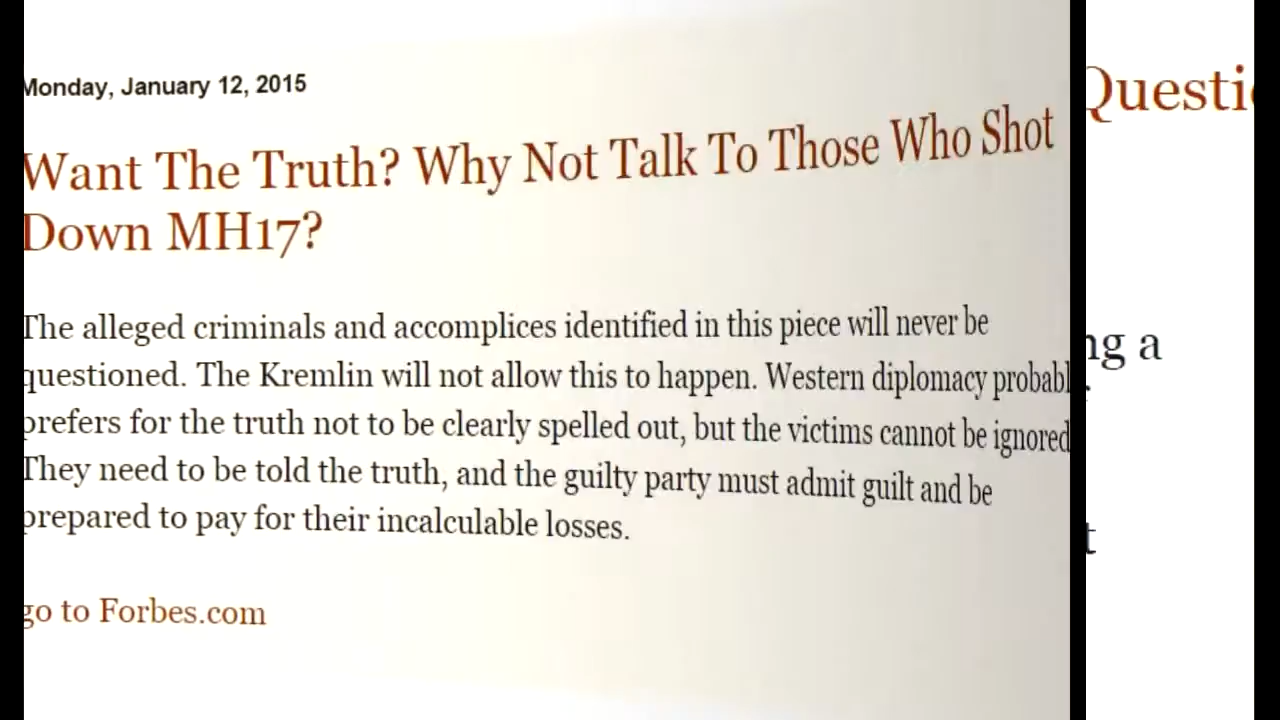 Monday, January 12, 2015
Want The Truth? Why Not Talk To Those Who Shot
Down MH17?
The alleged criminals and accomplices identified in this piece will never be
questioned. The Kremlin will not allow this to happen. Western diplomacy probabl
prefers for the truth not to be clearly spelled out, but the victims cannot be ignored
They need to be told the truth, and the guilty party must admit guilt and be
prepared to pay for their incalculable losses.
go to Forbes.com
Questi
ng a
t